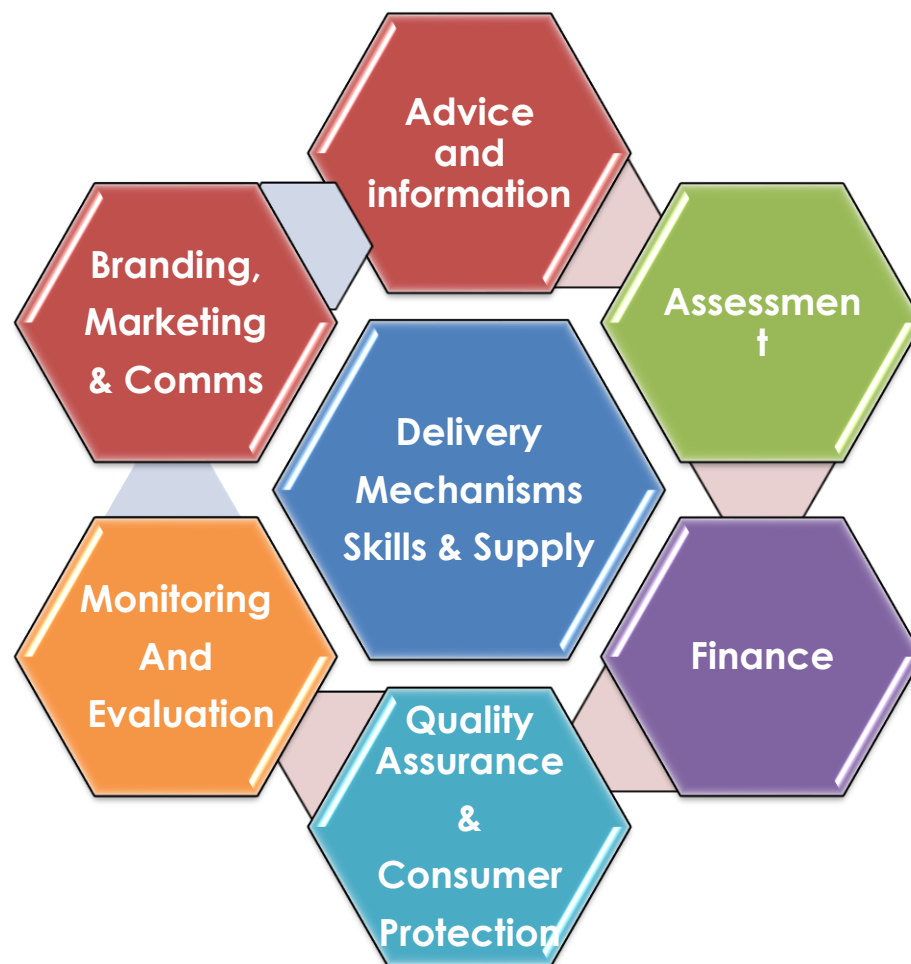 Advice
and
information
Branding,
Marketing
& Comms
Assessmen
t
Delivery
Mechanisms
Skills & Supply
Monitoring
And
Evaluation
Finance
Quality
Assurance
&
Consumer
Protection